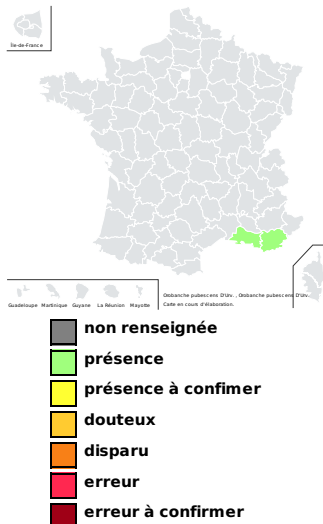 Île-de-France
Orobanche pubescens D'Urv. , Orobanche pubescens D'Urv.
Carte en cours d'élaboration.
Guadeloupe Martinique Guyane La Réunion Mayotte
non renseignée
présence
présence à confimer
douteux
disparu
erreur
erreur à confirmer